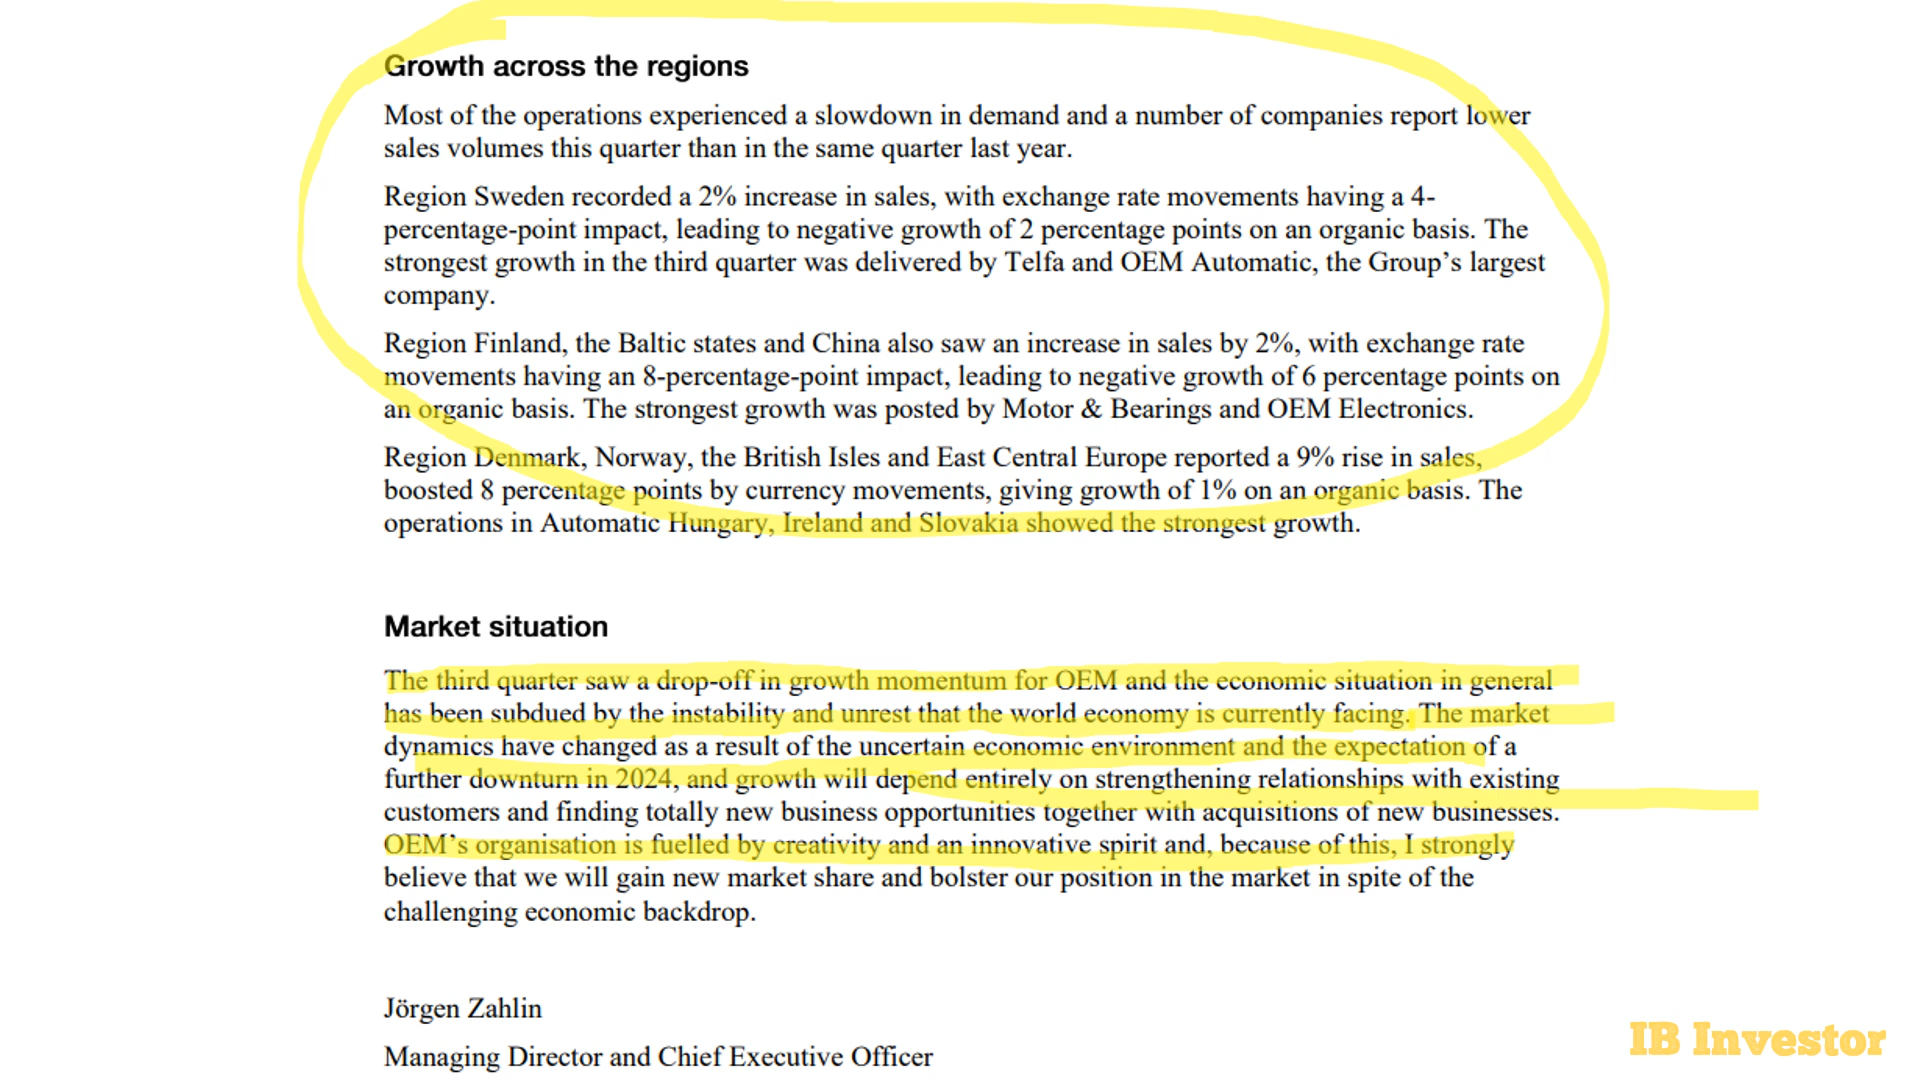 Growth across the regions
Most of the operations experienced a slowdown in demand and a number of companies report lower
sales volumes this quarter than in the same quarter last year.
Region Sweden recorded a 2% increase in sales, with exchange rate movements having a 4-
percentage-point impact, leading to negative growth of 2 percentage points on an organic basis. The
strongest growth in the third quarter was delivered by Telfa and OEM Automatic, the Group’s largest
company.
Region Finland, the Baltic states and China also saw an increase in sales by 2%, with exchange rate
movements having an 8-percentage-point impact, leading to negative growth of 6 percentage points on
an organic basis. The strongest growth was posted by Motor & Bearings and OEM Electronics.
Region Denmark, Norway, the British Isles and East Central Europe reported a 9% rise in sales,
boosted 8 percentage points by currency movements, giving growth of 1% on an organic basis. The
operations in Automatic Hungary, Ireland and Slovakia showed the strongest growth.
Market situation
The third quarter saw a drop-off in growth momentum for OEM and the economic situation in general
has been subdued by the instability and unrest that the world economy is currently facing. The market
dynamics have changed as a result of the uncertain economic environment and the expectation of a
further downturn in 2024, and growth will depend entirely on strengthening relationships with existing
customers and finding totally new business opportunities together with acquisitions of new businesses.
OEM’s organisation is fuelled by creativity and an innovative spirit and, because of this, I strongly
believe that we will gain new market share and bolster our position in the market in spite of the
challenging economic backdrop.
Jörgen Zahlin
Managing Director and Chief Executive Officer
IB Investor